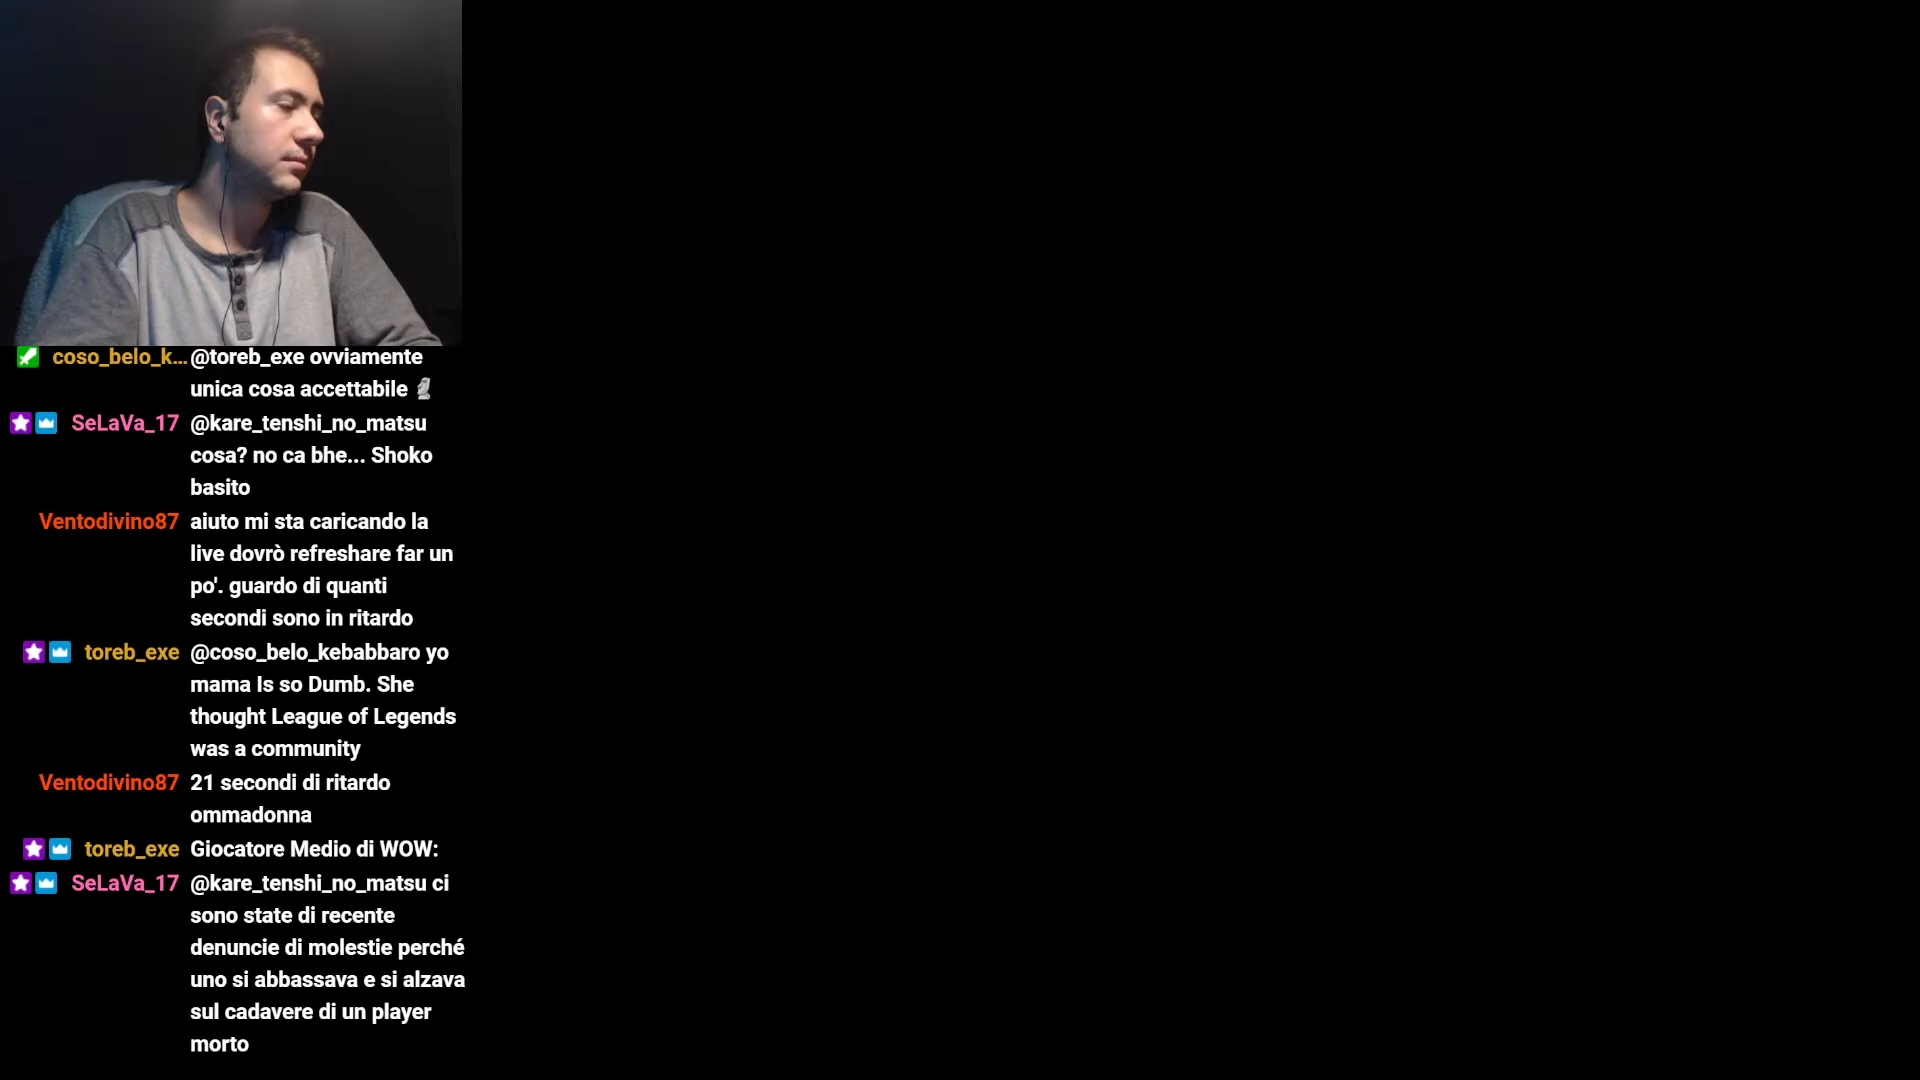 coso_belo_k... @toreb_exe ovviamente
unica cosa accettabile 🗿
SeLaVa_17 @kare_tenshi_no_matsu
cosa? no ca bhe... Shoko
basito
Ventodivino87 aiuto mi sta caricando la
live dovrò refreshare far un
po'. guardo di quanti
secondi sono in ritardo
toreb_exe @coso_belo_kebabbaro yo
mama Is so Dumb. She
thought League of Legends
was a community
Ventodivino87 21 secondi di ritardo
ommadonna
toreb_exe Giocatore Medio di WOW:
SeLaVa_17 @kare_tenshi_no_matsu ci
sono state di recente
denuncie di molestie perché
uno si abbassava e si alzava
sul cadavere di un player
morto